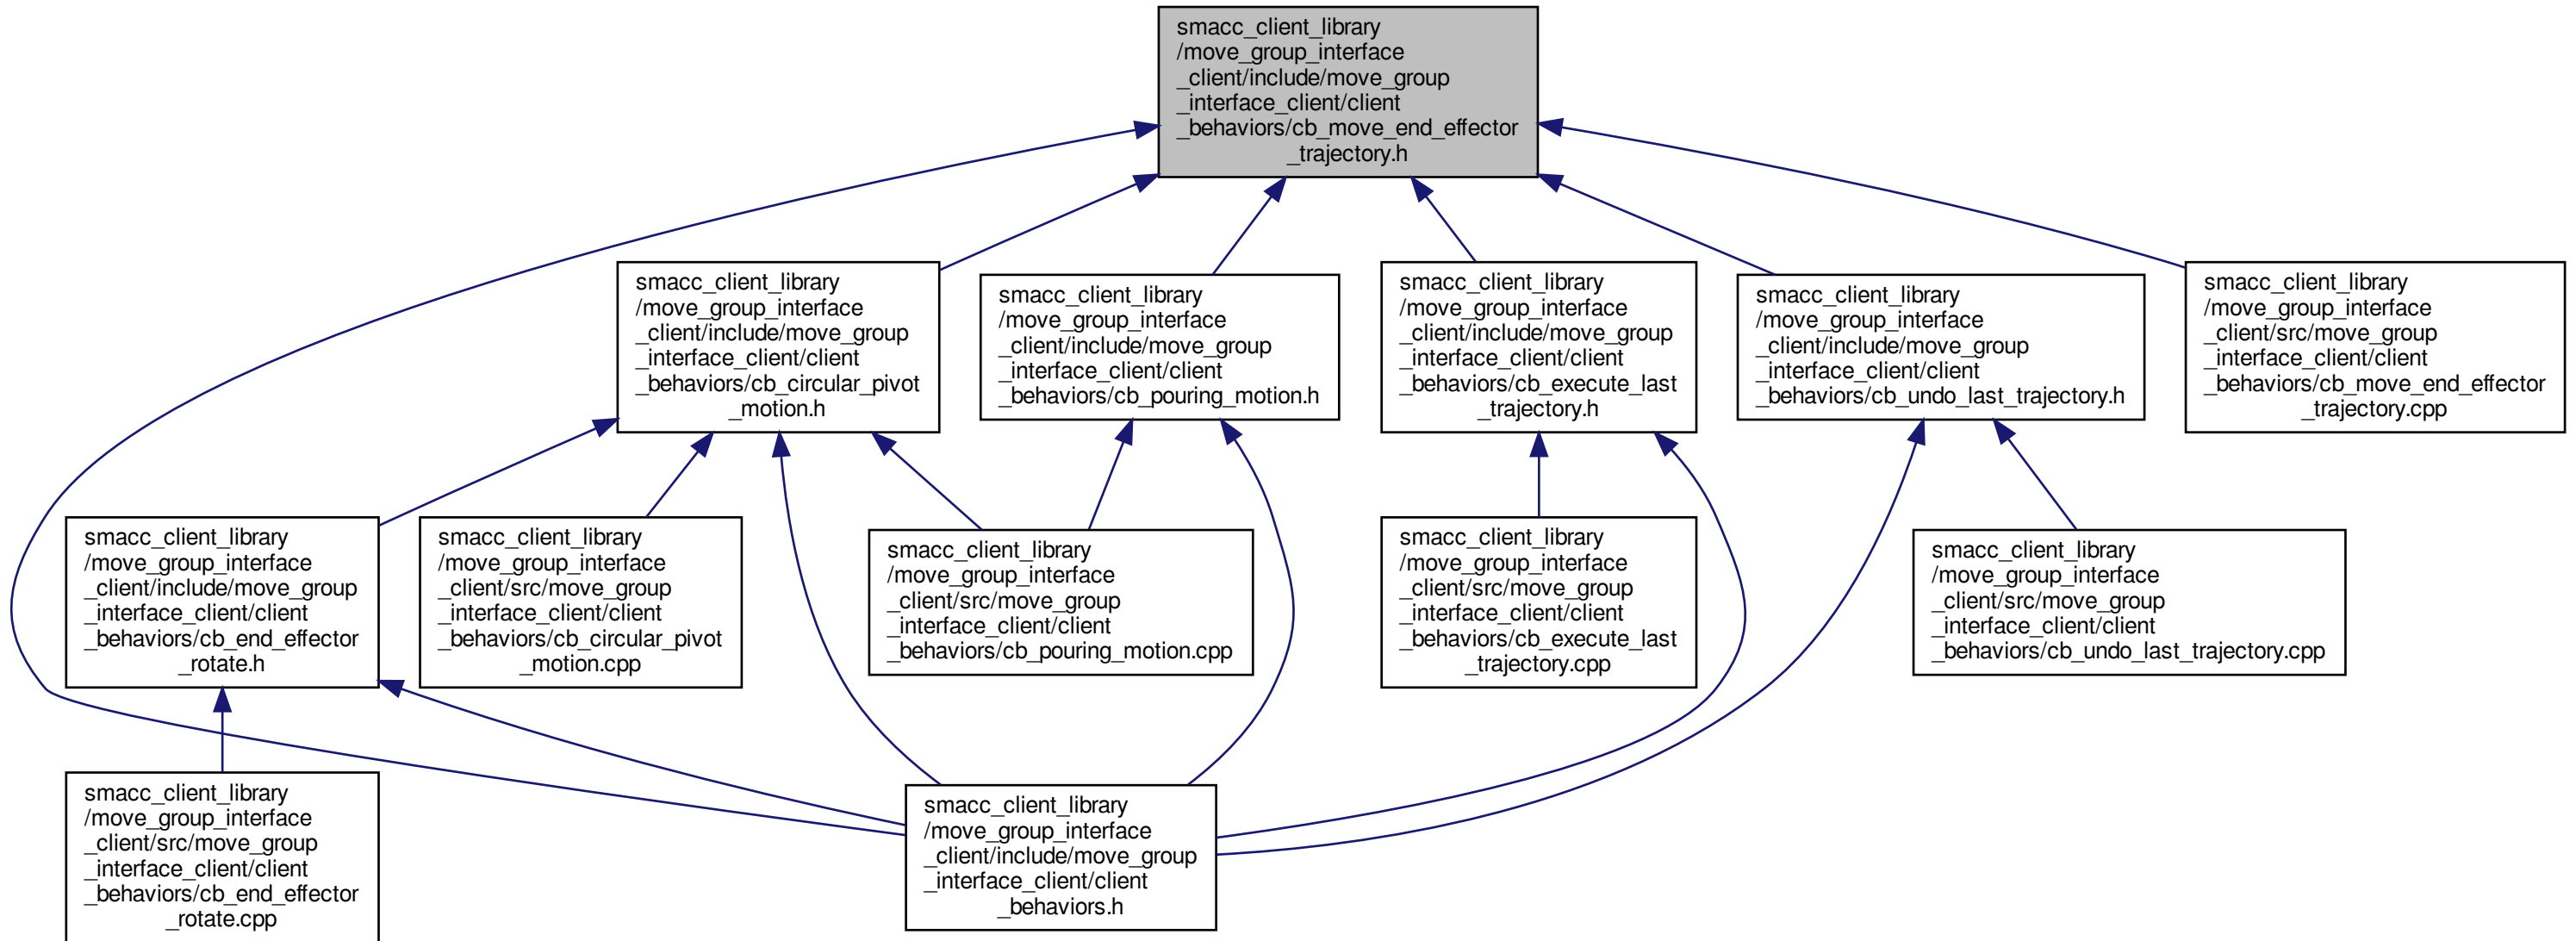 smacc_client_library
/move_group_interface
_client/include/move_group
_interface_client/client
_behaviors/cb_move_end_effector
_trajectory.h
smacc_client_library
/move_group_interface
_client/include/move_group
_interface_client/client
_behaviors/cb_circular_pivot
_motion.h
smacc_client_library
/move_group_interface
_client/include/move_group
_interface_client/client
_behaviors/cb_pouring_motion.h
smacc_client_library
/move_group_interface
_client/include/move_group
_interface_client/client
_behaviors/cb_execute_last
_trajectory.h
smacc_client_library
/move_group_interface
_client/include/move_group
_interface_client/client
_behaviors/cb_undo_last_trajectory.h
smacc_client_library
/move_group_interface
_client/src/move_group
_interface_client/client
_behaviors/cb_move_end_effector
_trajectory.cpp
smacc_client_library
/move_group_interface
_client/include/move_group
_interface_client/client
_behaviors/cb_end_effector
_rotate.h
smacc_client_library
/move_group_interface
_client/src/move_group
_interface_client/client
_behaviors/cb_circular_pivot
_motion.cpp
smacc_client_library
/move_group_interface
_client/src/move_group
_interface_client/client
_behaviors/cb_pouring_motion.cpp
smacc_client_library
/move_group_interface
_client/src/move_group
_interface_client/client
_behaviors/cb_execute_last
_trajectory.cpp
smacc_client_library
/move_group_interface
_client/src/move_group
_interface_client/client
_behaviors/cb_undo_last_trajectory.cpp
smacc_client_library
/move_group_interface
_client/src/move_group
_interface_client/client
_behaviors/cb_end_effector
_rotate.cpp
smacc_client_library
/move_group_interface
_client/include/move_group
_interface_client/client
_behaviors.h